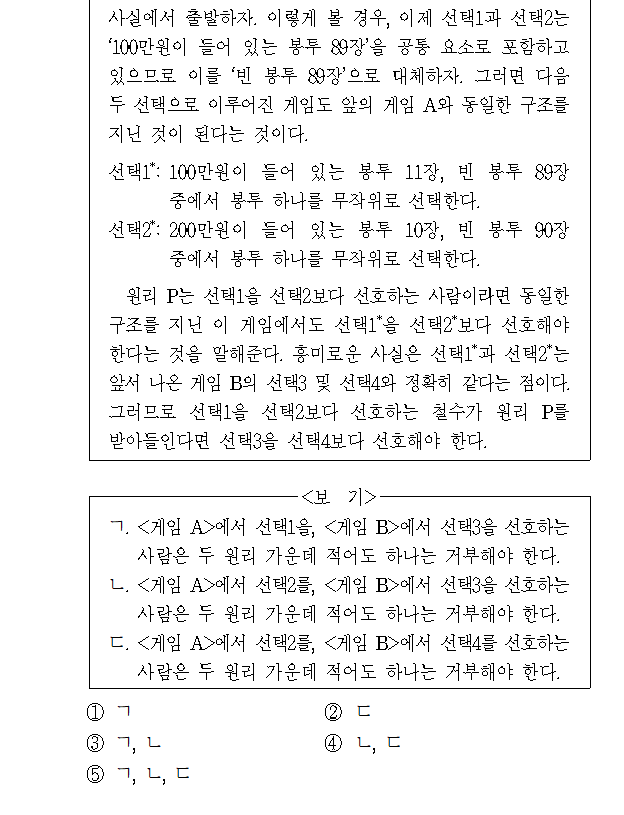 사실에서 출발하자. 이렇게 볼 경우, 이제 선택1과 선택2는
‘100만원이 들어 있는 봉투 89장’을 공통 요소로 포함하고
있으므로 이를 ‘빈 봉투 89장’으로 대체하자. 그러면 다음
두 선택으로 이루어진 게임도 앞의 게임 A와 동일한 구조를
지닌 것이 된다는 것이다.
선택1*: 100만원이 들어 있는 봉투 11장, 빈 봉투 89장
중에서 봉투 하나를 무작위로 선택한다.
선택2*: 200만원이 들어 있는 봉투 10장, 빈 봉투 90장
중에서 봉투 하나를 무작위로 선택한다.
원리 P는 선택1을 선택2보다 선호하는 사람이라면 동일한
구조를 지닌 이 게임에서도 선택1*을 선택2*보다 선호해야
한다는 것을 말해준다. 흥미로운 사실은 선택1*과 선택2*는
앞서 나온 게임 B의 선택3 및 선택4와 정확히 같다는 점이다.
그러므로 선택1을 선택2보다 선호하는 철수가 원리 P를
받아들인다면 선택3을 선택4보다 선호해야 한다.
<보 기>
ㄱ. <게임 A>에서 선택1을, <게임 B>에서 선택3을 선호하는
사람은 두 원리 가운데 적어도 하나는 거부해야 한다.
ㄴ. <게임 A>에서 선택2를, <게임 B>에서 선택3을 선호하는
사람은 두 원리 가운데 적어도 하나는 거부해야 한다.
ㄷ. <게임 A>에서 선택2를, <게임 B>에서 선택4를 선호하는
사람은 두 원리 가운데 적어도 하나는 거부해야 한다.
① ㄱ ② ㄷ
③ ㄱ, ㄴ ④ ㄴ, ㄷ
⑤ ㄱ, ㄴ, ㄷ